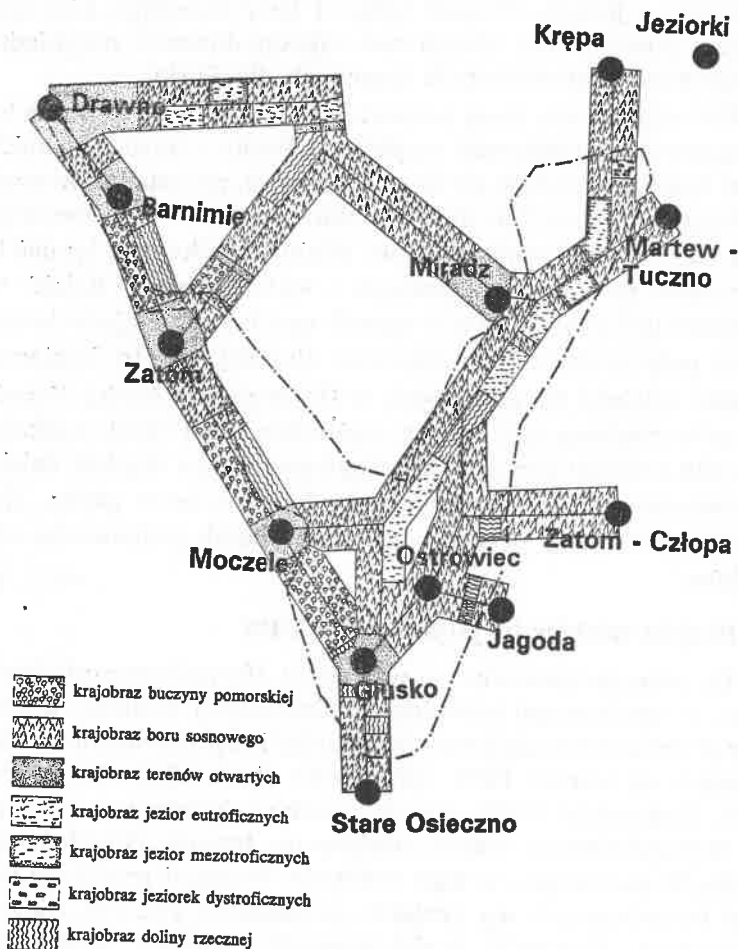 Jeziorki
Krępa
Drawno
Barnimie
Martew -
Tuczno
Miradz
Zatom
Żatom - Człopa
Moczele
Ostrowiec
Jagoda
Głusko
Stare Osieczno
krajobraz buczyny pomorskiej
krajobraz boru sosnowego
krajobraz terenów otwartych
krajobraz jezior eutroficznych
krajobraz jezior mezotroficznych
krajobraz jeziorek dystroficznych
krajobraz doliny rzecznej